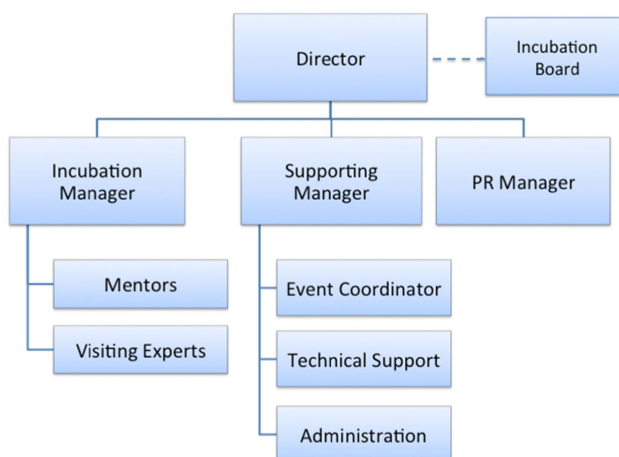 Director
Incubation
Board
Incubation
Manager
Supporting
Manager
PR Manager
Mentors
Visiting Experts
Event Coordinator
Technical Support
Administration